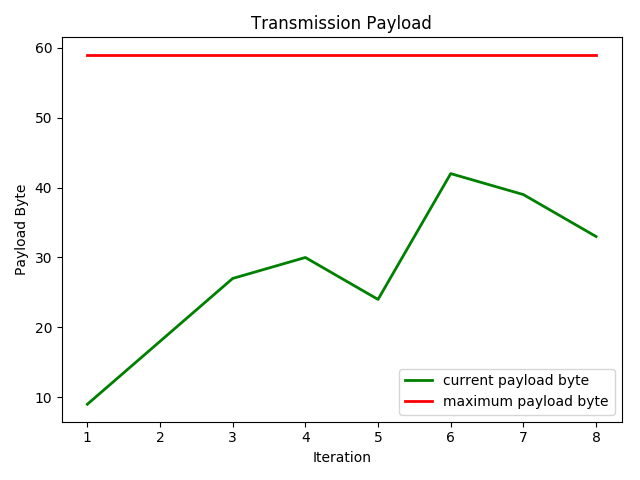 Transmission Payload
60
50
40
30
20
10
Payload Byte
current payload byte
maximum payload byte
1 2 3 4 5 6 7 8
Iteration